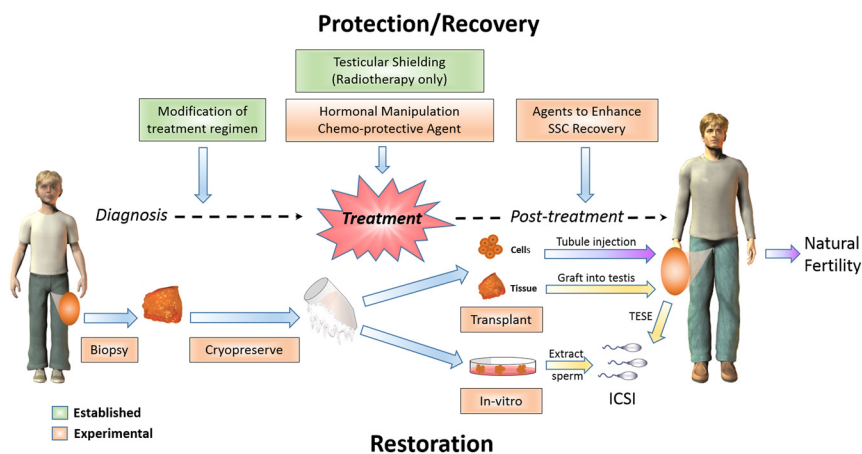 Protection/Recovery
Testicular Shielding
(Radiotherapy only)
Modification of
treatment regimen
Hormonal Manipulation
Chemo-protective Agent
Agents to Enhance
SSC Recovery
Diagnosis
Treatment
Post-treatment
Cells
Tubule injection
Natural
Fertility
Tissue
Graft into testis
Transplant
TESE
Biopsy
Cryopreserve
Extract
sperm
In-vitro
ICSI
Established
Experimental
Restoration